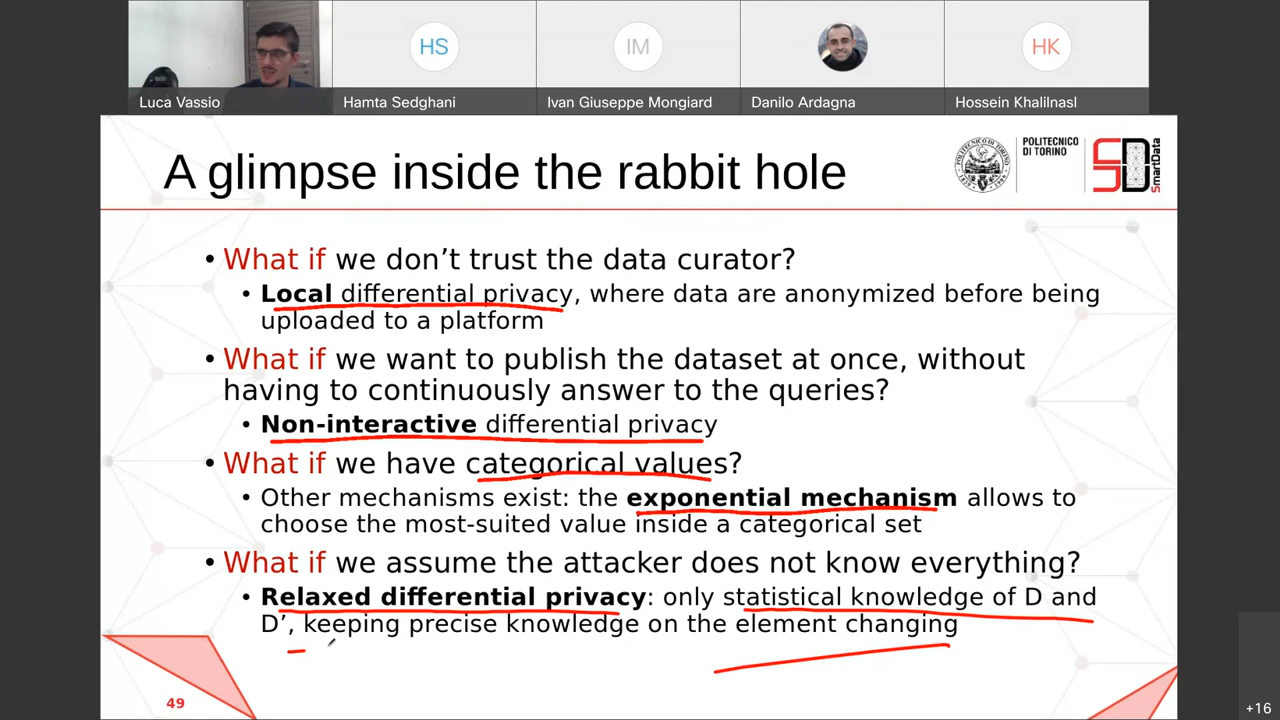 HS
IM
HK
Luca Vassio
Hamta Sedghani
Ivan Giuseppe Mongiard
Danilo Ardagna
Hossein Khalilnasl
A glimpse inside the rabbit hole
POLITECNICO
DI TORINO
SmartData
• What if we don’t trust the data curator?
• Local differential privacy, where data are anonymized before being
uploaded to a platform
• What if we want to publish the dataset at once, without
having to continuously answer to the queries?
• Non-interactive differential privacy
• What if we have categorical values?
• Other mechanisms exist: the exponential mechanism allows to
choose the most-suited value inside a categorical set
• What if we assume the attacker does not know everything?
• Relaxed differential privacy: only statistical knowledge of D and
D’, keeping precise knowledge on the element changing
49
+16